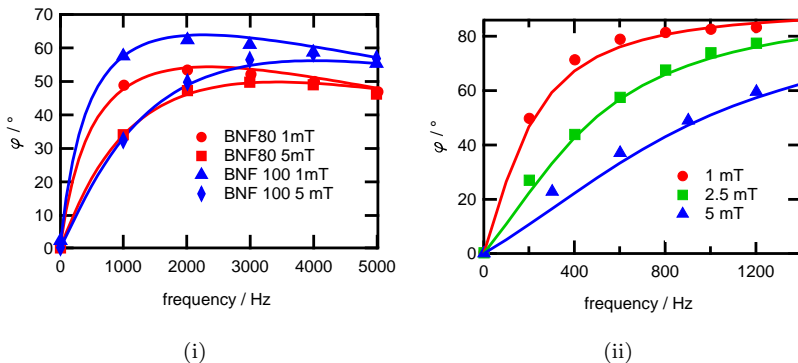 70
60
50
40
30
20
10
0
φ / °
BNF80 1mT
BNF80 5mT
BNF 100 1mT
BNF 100 5 mT
0 1000 2000 3000 4000 5000
frequency / Hz
(i)
80
60
40
20
0
φ / °
1 mT
2.5 mT
5 mT
0 400 800 1200
frequency / Hz
(ii)